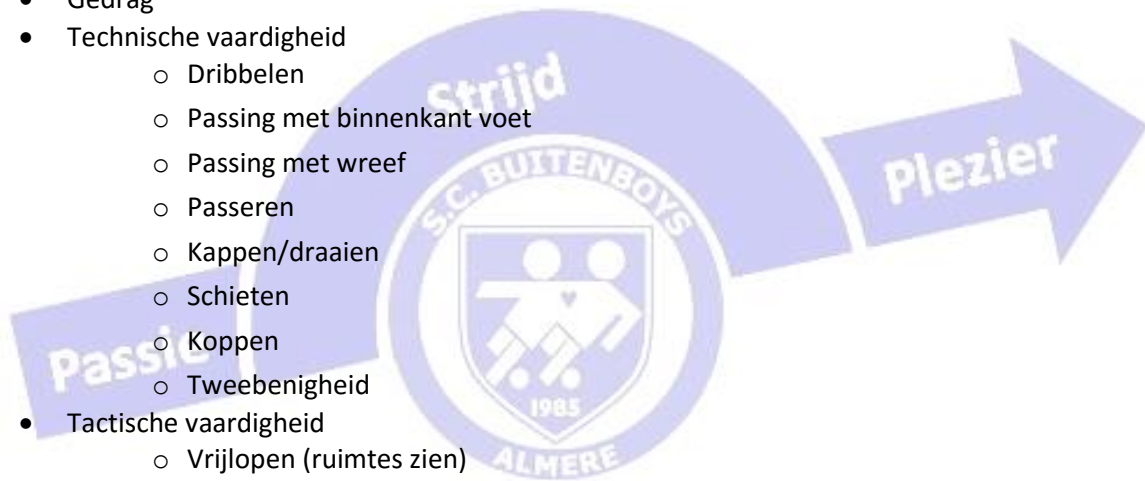 • Gedrag
• Technische vaardigheid
o Dribbelen
o Passing met binnenkant voet
o Passing met wreef
o Passeren
o Kappen/draaien
o Schieten
o Koppen
o Tweebenigheid
• Tactische vaardigheid
o Vrijlopen (ruimtes zien)
Passie
Strijd
Plezier
S.C. BUITENBOYS
1985
ALMERE